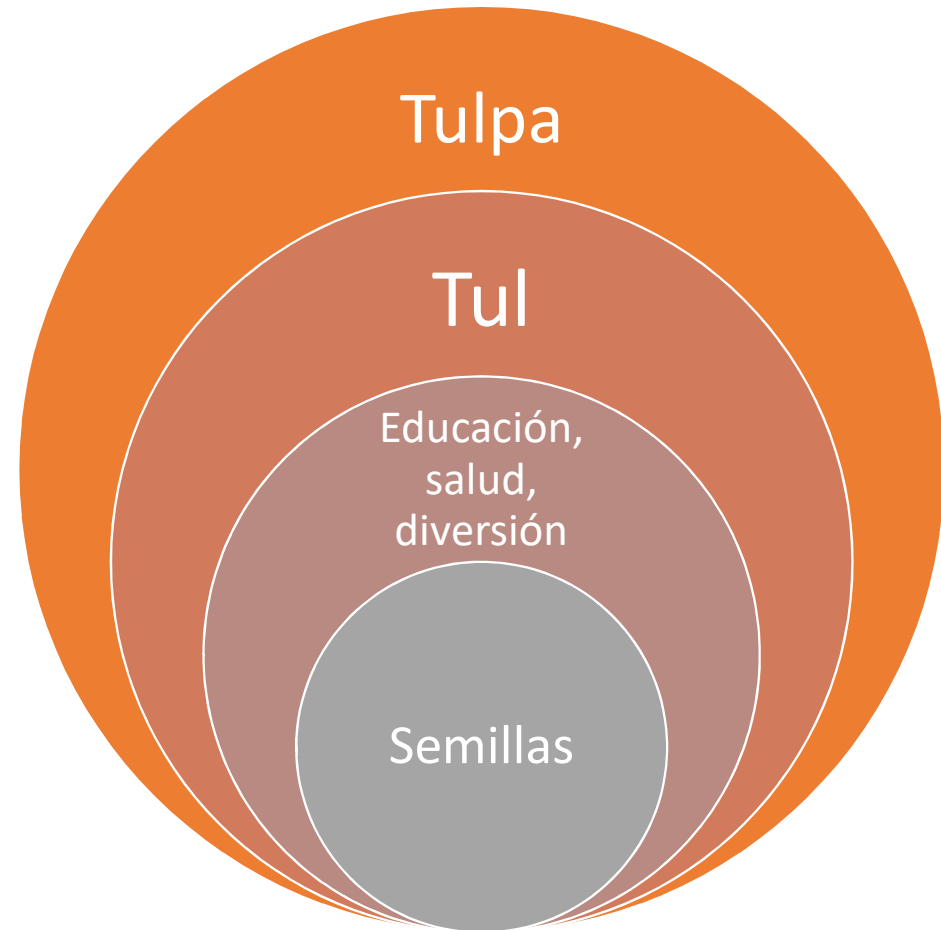 Tulpa
Tul
Educación,
salud,
diversión
Semillas